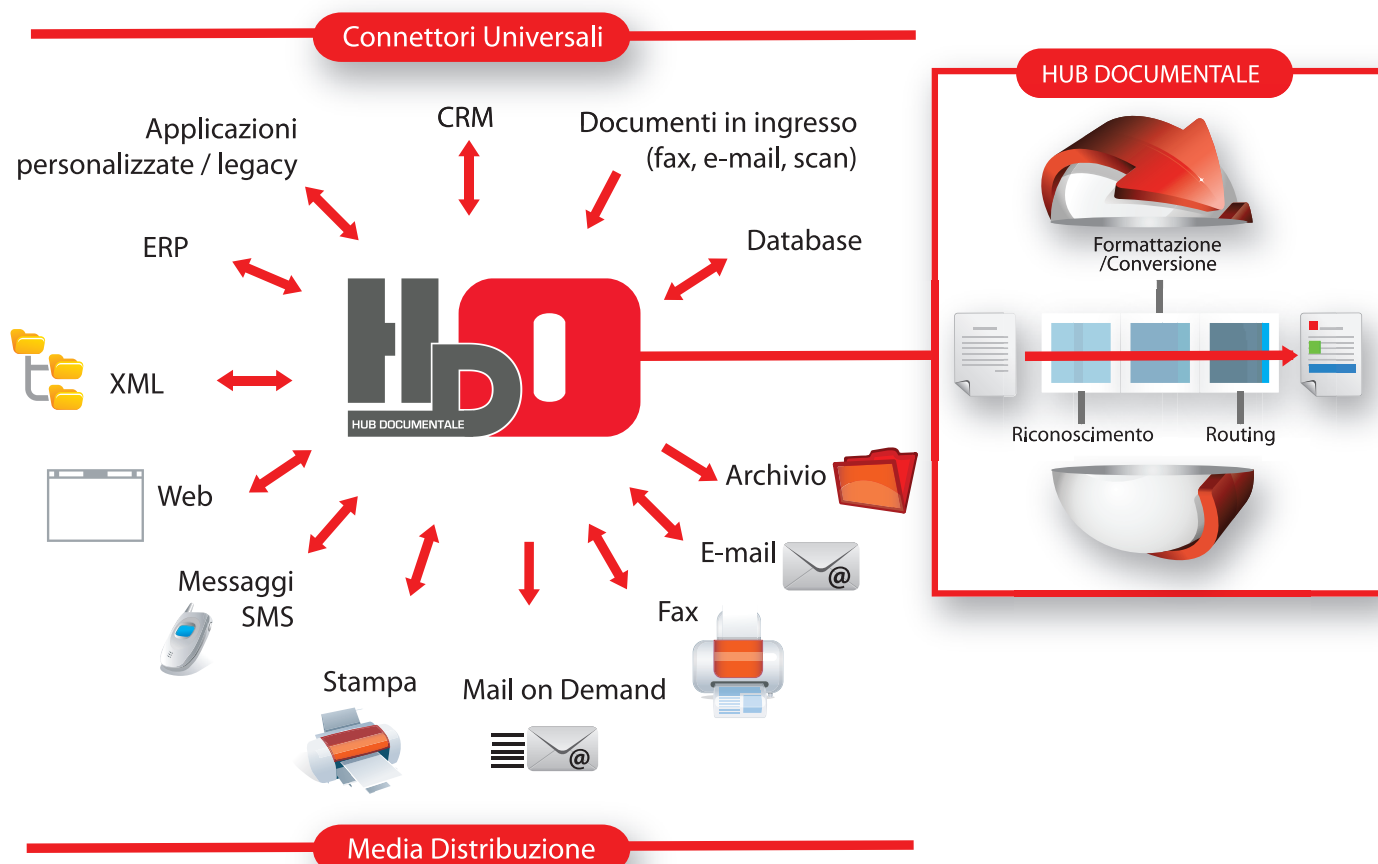 Connettori Universali
HUB DOCUMENTALE
CRM
Applicazioni
personalizzate / legacy
Documenti in ingresso
(fax, e-mail, scan)
ERP
Database
Formattazione
/Conversione
HDO
HUB DOCUMENTALE
XML
Riconoscimento
Routing
Web
Archivio
E-mail
@
Messaggi
SMS
Fax
Stampa
Mail on Demand
@
Media Distribuzione